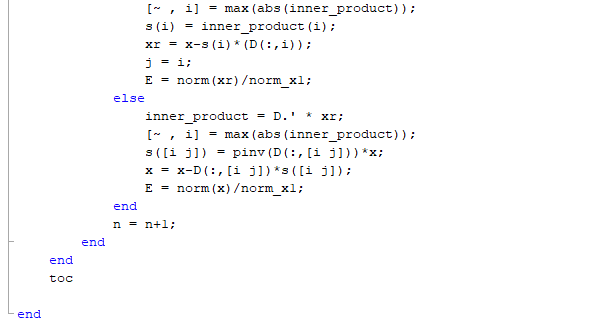 [~ , i] = max(abs(inner_product));
s(i) = inner_product(i);
xr = x-s(i)*(D(:,i));
j = i;
E = norm(xr)/norm_x1;
else
inner_product = D.' * xr;
[~ , i] = max(abs(inner_product));
s([i j]) = pinv(D(:,[i j]))*x;
x = x-D(:,[i j])*s([i j]);
E = norm(x)/norm_x1;
end
n = n+1;
end
end
toc
end